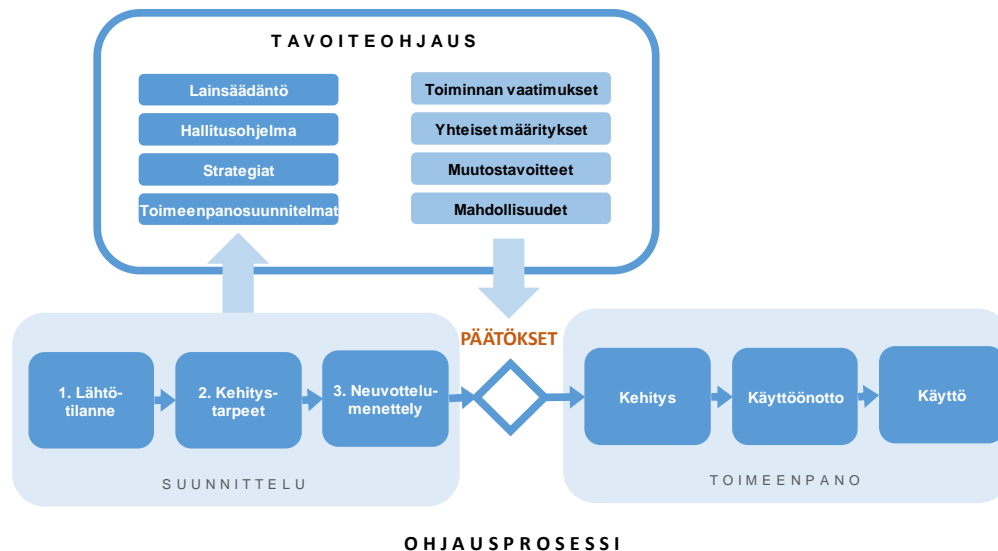 TAVOITEOHJAUS
Lainsäädäntö
Hallitusohjelma
Strategiat
Toimeenpanosuunnitelmat
Toiminnan vaatimukset
Yhteiset määritykset
Muutostavoitteet
Mahdollisuudet
PÄÄTÖKSET
1. Lähtö-
tilanne
2. Kehitys-
tarpeet
3. Neuvottelu-
menettely
Kehitys
Käyttöönotto
Käyttö
SUUNNITTELU
TOIMEENPANO
OHJAUSPROSESSI